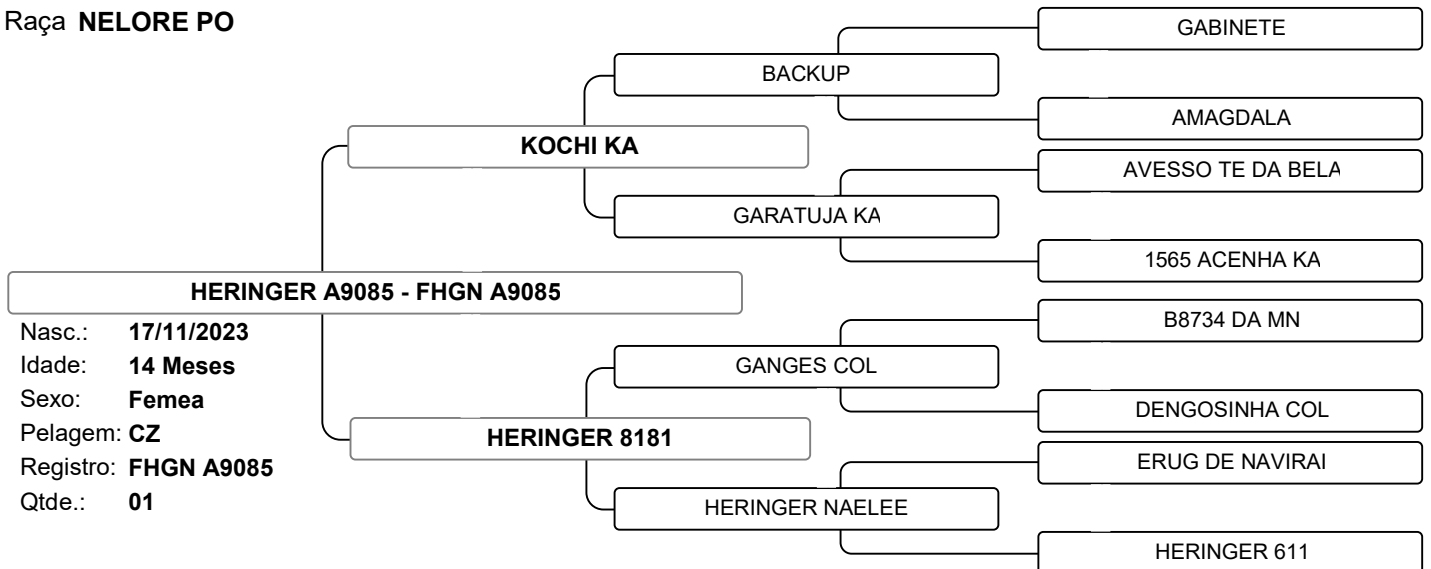 Raça NELORE PO
GABINETE
BACKUP
AMAGDALA
KOCHI KA
AVESSO TE DA BELA
GARATUJA KA
1565 ACENHA KA
HERINGER A9085 - FHGN A9085
B8734 DA MN
Nasc.: 17/11/2023
GANGES COL
Idade: 14 Meses
Sexo: Femea
DENGOSINHA COL
Pelagem: CZ
HERINGER 8181
ERUG DE NAVIRAI
Registro: FHGN A9085
Qtde.: 01
HERINGER NAELEE
HERINGER 611